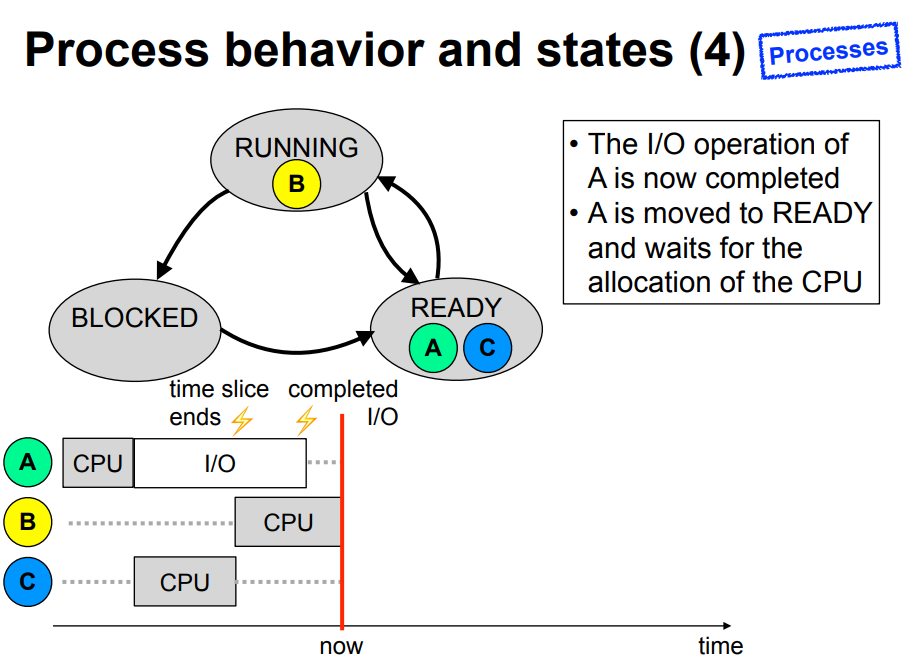 Process behavior and states (4)
Processes
RUNNING
B
BLOCKED
READY
A C
• The I/O operation of
A is now completed
• A is moved to READY
and waits for the
allocation of the CPU
time slice
ends
completed
I/O
A CPU I/O
B CPU
C CPU
now
time